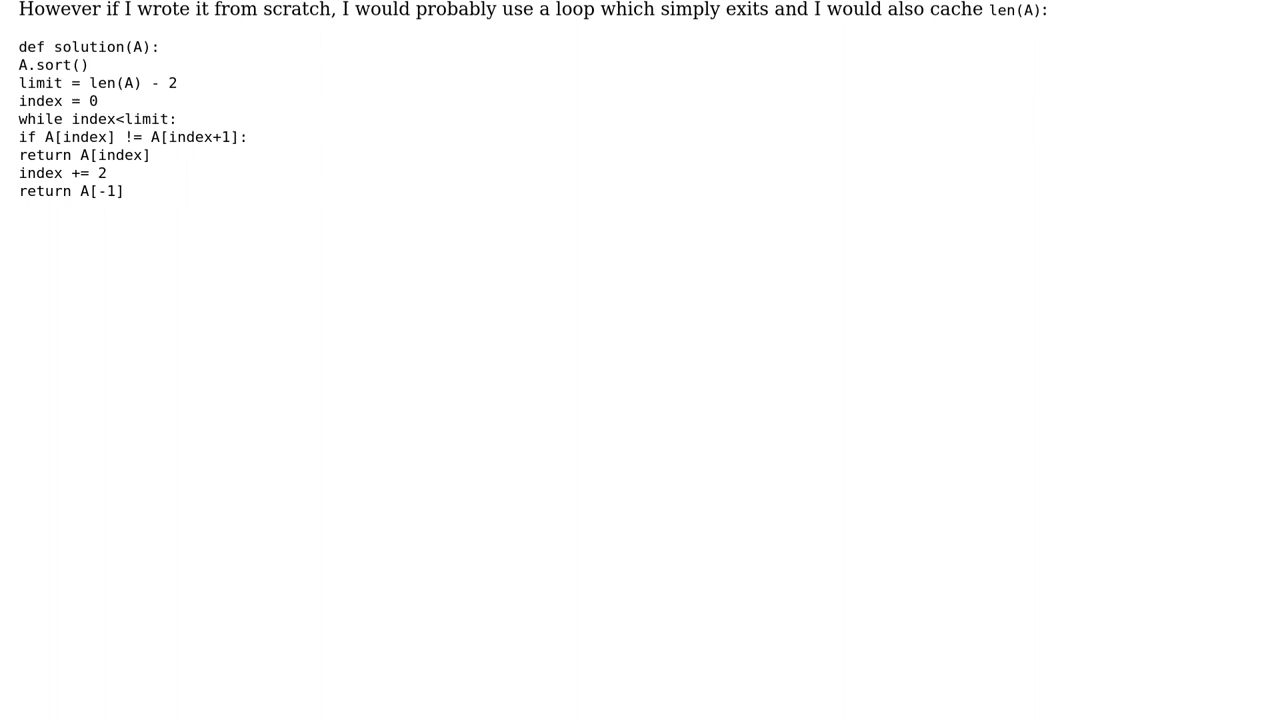 However if I wrote it from scratch, I would probably use a loop which simply exits and I would also cache len(A):
def solution(A):
A.sort()
limit = len(A) - 2
index = 0
while index<limit:
if A[index] != A[index+1]:
return A[index]
index += 2
return A[-1]